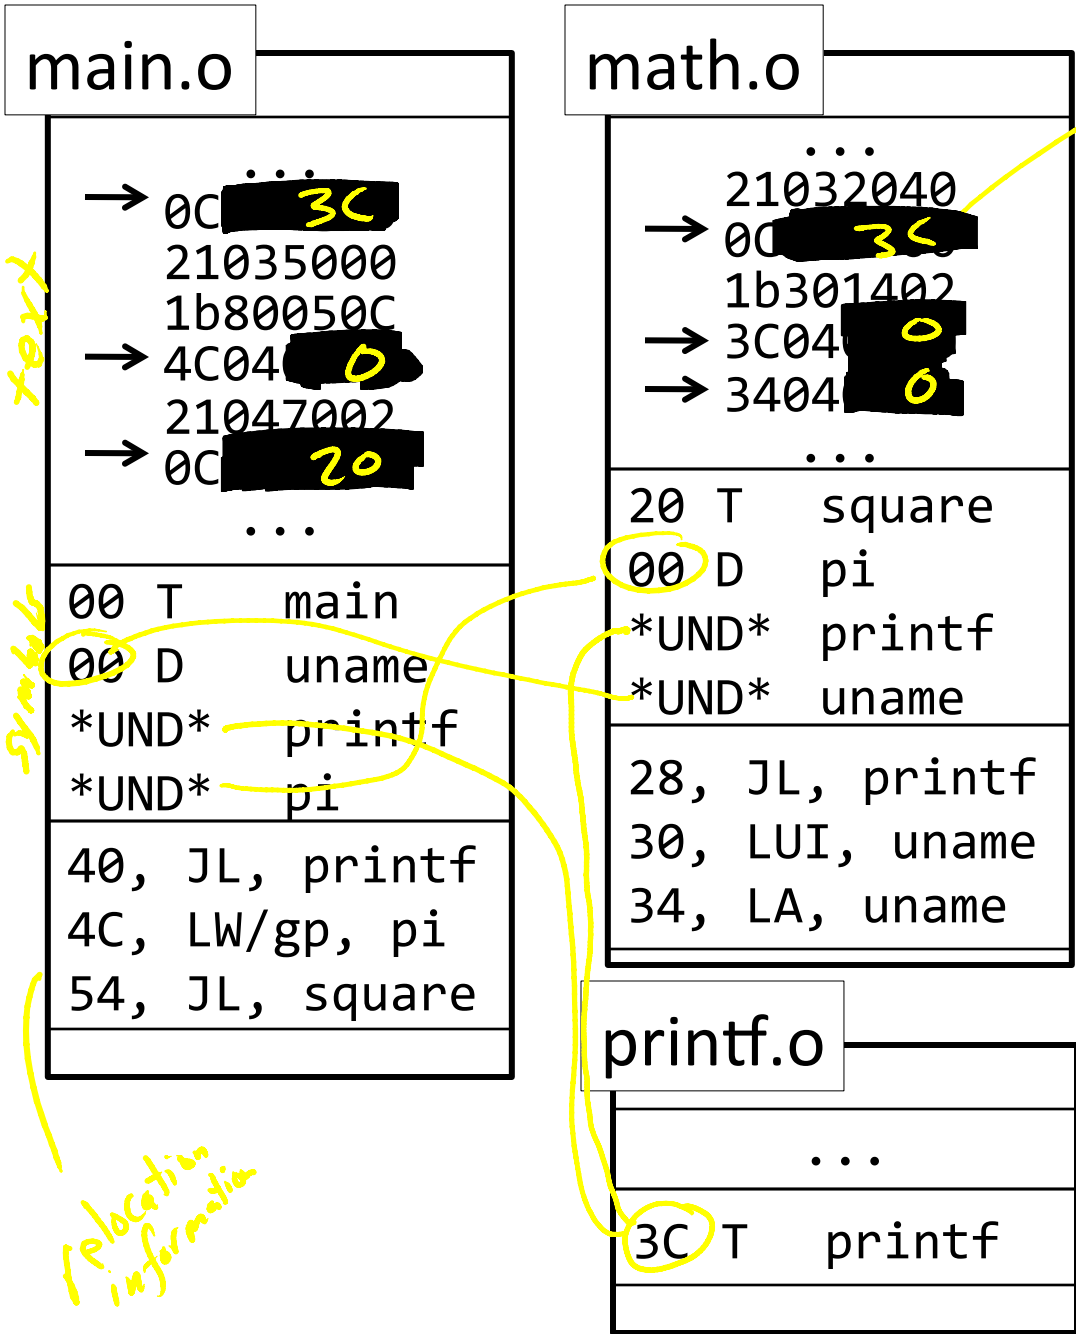 main.o
...
0C 3C
21035000
1b80050C
4C04 0
21047002
0C 20
...
text
00 T main
00 D uname
*UND* printf
*UND* pi
symbols
40, JL, printf
4C, LW/gp, pi
54, JL, square
relocation
information
math.o
...
21032040
0C 3C
1b301402
3C04 0
3404 0
...
20 T square
00 D pi
*UND* printf
*UND* uname
28, JL, printf
30, LUI, uname
34, LA, uname
printf.o
...
3C T printf